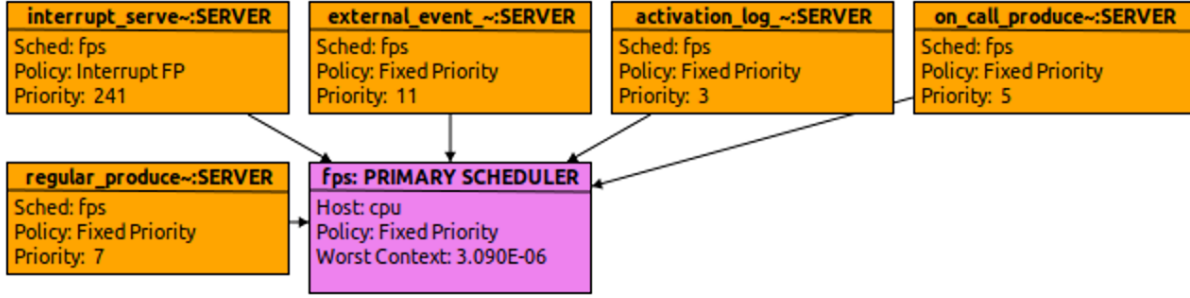 interrupt_serve~:SERVER
Sched: fps
Policy: Interrupt FP
Priority: 241
external_event_~:SERVER
Sched: fps
Policy: Fixed Priority
Priority: 11
activation_log_~:SERVER
Sched: fps
Policy: Fixed Priority
Priority: 3
on_call_produce~:SERVER
Sched: fps
Policy: Fixed Priority
Priority: 5
regular_produce~:SERVER
Sched: fps
Policy: Fixed Priority
Priority: 7
fps: PRIMARY SCHEDULER
Host: cpu
Policy: Fixed Priority
Worst Context: 3.090E-06